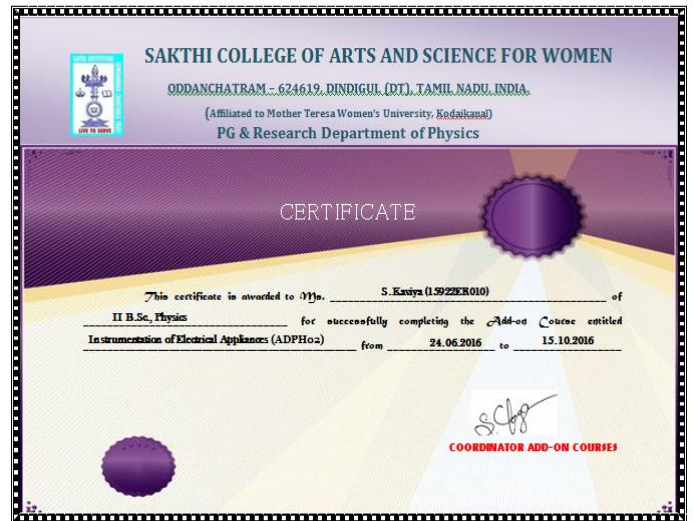 SAKTHI COLLEGE OF ARTS AND SCIENCE FOR WOMEN
ODDANCHATRAM – 624619, DINDIGUL (DT), TAMIL NADU, INDIA.
(Affiliated to Mother Teresa Women's University, Kodaikanal)
PG & Research Department of Physics
LIVE TO SERVE
CERTIFICATE
This certificate is awarded to Ms. S.Kaviya (15922ER010) of
II B.Sc., Physics for successfully completing the Add-on Course entitled
Instrumentation of Electrical Appliances (ADPH02) from 24.06.2016 to 15.10.2016
COORDINATOR ADD-ON COURSES